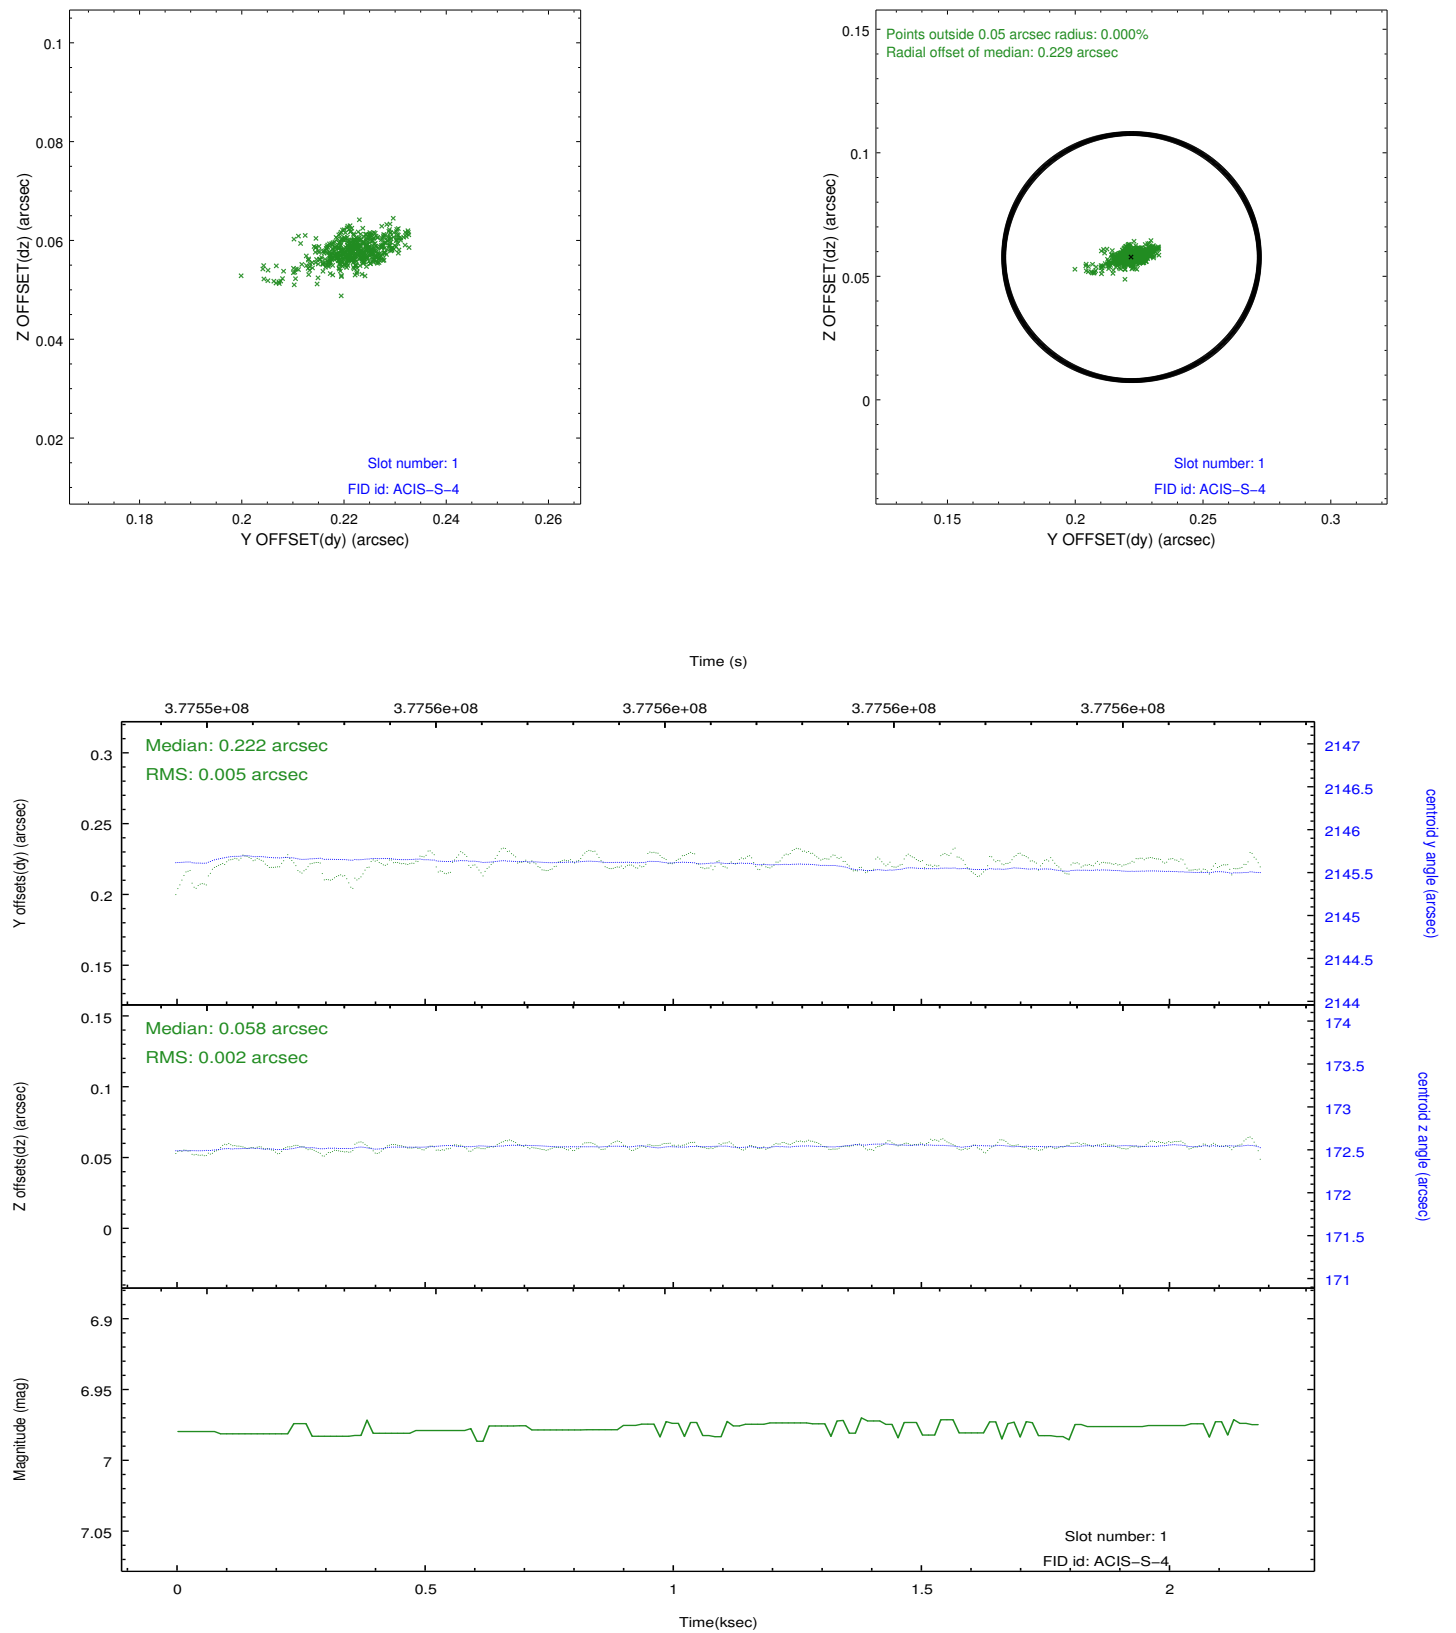 0.1
0.08
0.06
0.04
0.02
Z OFFSET(dz) (arcsec)
Slot number: 1
FID id: ACIS−S−4
0.18 0.2 0.22 0.24 0.26
Y OFFSET(dy) (arcsec)
Points outside 0.05 arcsec radius: 0.000%
Radial offset of median: 0.229 arcsec
0.15
0.1
0.05
0
Z OFFSET(dz) (arcsec)
Slot number: 1
FID id: ACIS−S−4
0.15 0.2 0.25 0.3
Y OFFSET(dy) (arcsec)
Time (s)
3.7755e+08 3.7756e+08 3.7756e+08 3.7756e+08 3.7756e+08
Median: 0.222 arcsec
RMS: 0.005 arcsec
0.3
0.25
0.2
0.15
Y offsets(dy) (arcsec)
2147
2146.5
2146
2145.5
2145
2144.5
2144
centroid y angle (arcsec)
Median: 0.058 arcsec
RMS: 0.002 arcsec
0.15
0.1
0.05
0
Z offsets(dz) (arcsec)
174
173.5
173
172.5
172
171.5
171
centroid z angle (arcsec)
6.9
6.95
7
7.05
Magnitude (mag)
Slot number: 1
FID id: ACIS−S−4
0 0.5 1 1.5 2
Time(ksec)